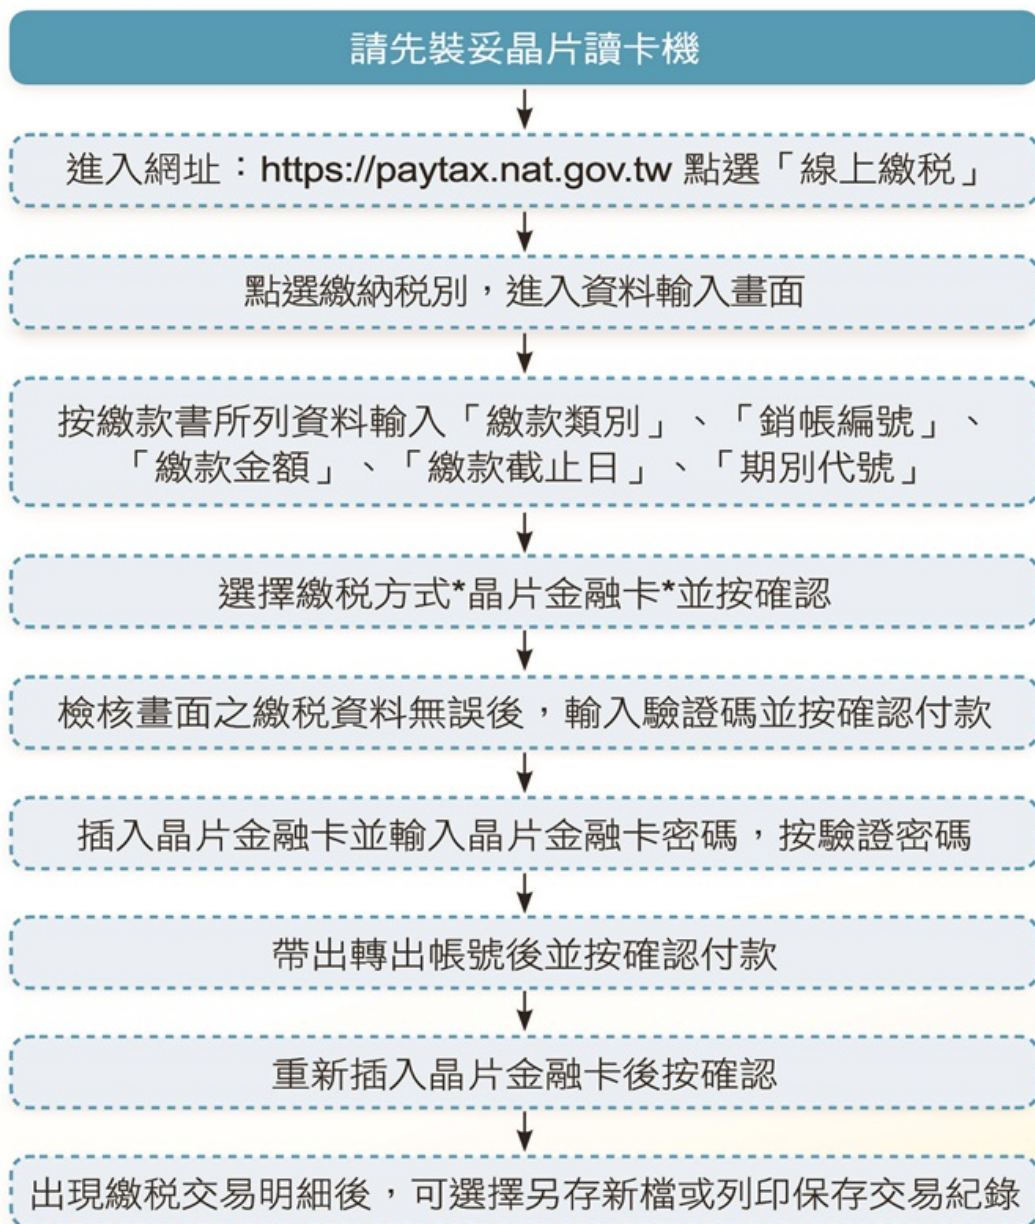 請先裝妥晶片讀卡機
進入網址：https://paytax.nat.gov.tw 點選「線上繳稅」
點選繳納稅別，進入資料輸入畫面
按繳款書所列資料輸入「繳款類別」、「銷帳編號」、
「繳款金額」、「繳款截止日」、「期別代號」
選擇繳稅方式*晶片金融卡*並按確認
檢核畫面之繳稅資料無誤後，輸入驗證碼並按確認付款
插入晶片金融卡並輸入晶片金融卡密碼，按驗證密碼
帶出轉出帳號後並按確認付款
重新插入晶片金融卡後按確認
出現繳稅交易明細後，可選擇另存新檔或列印保存交易紀錄